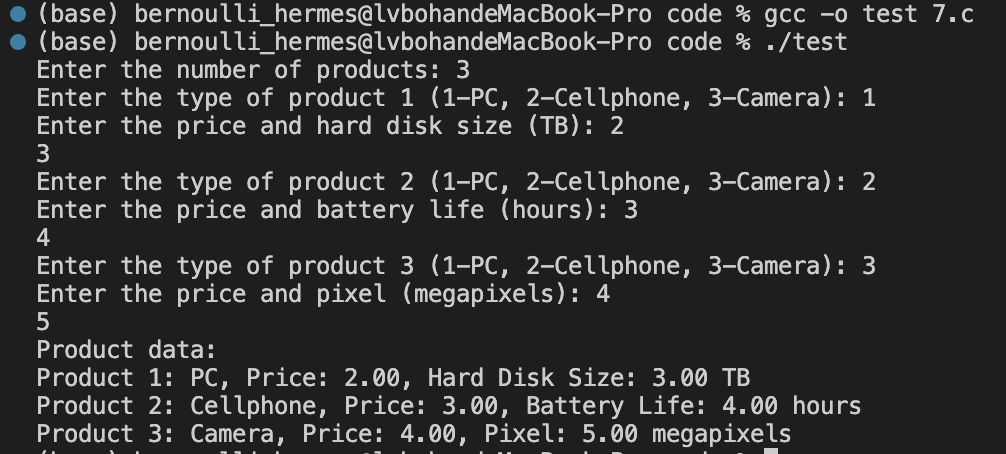 (base) bernoulli_hermes@lvbohandeMacBook-Pro code % gcc -o test 7.c
(base) bernoulli_hermes@lvbohandeMacBook-Pro code % ./test
Enter the number of products: 3
Enter the type of product 1 (1-PC, 2-Cellphone, 3-Camera): 1
Enter the price and hard disk size (TB): 2
3
Enter the type of product 2 (1-PC, 2-Cellphone, 3-Camera): 2
Enter the price and battery life (hours): 3
4
Enter the type of product 3 (1-PC, 2-Cellphone, 3-Camera): 3
Enter the price and pixel (megapixels): 4
5
Product data:
Product 1: PC, Price: 2.00, Hard Disk Size: 3.00 TB
Product 2: Cellphone, Price: 3.00, Battery Life: 4.00 hours
Product 3: Camera, Price: 4.00, Pixel: 5.00 megapixels